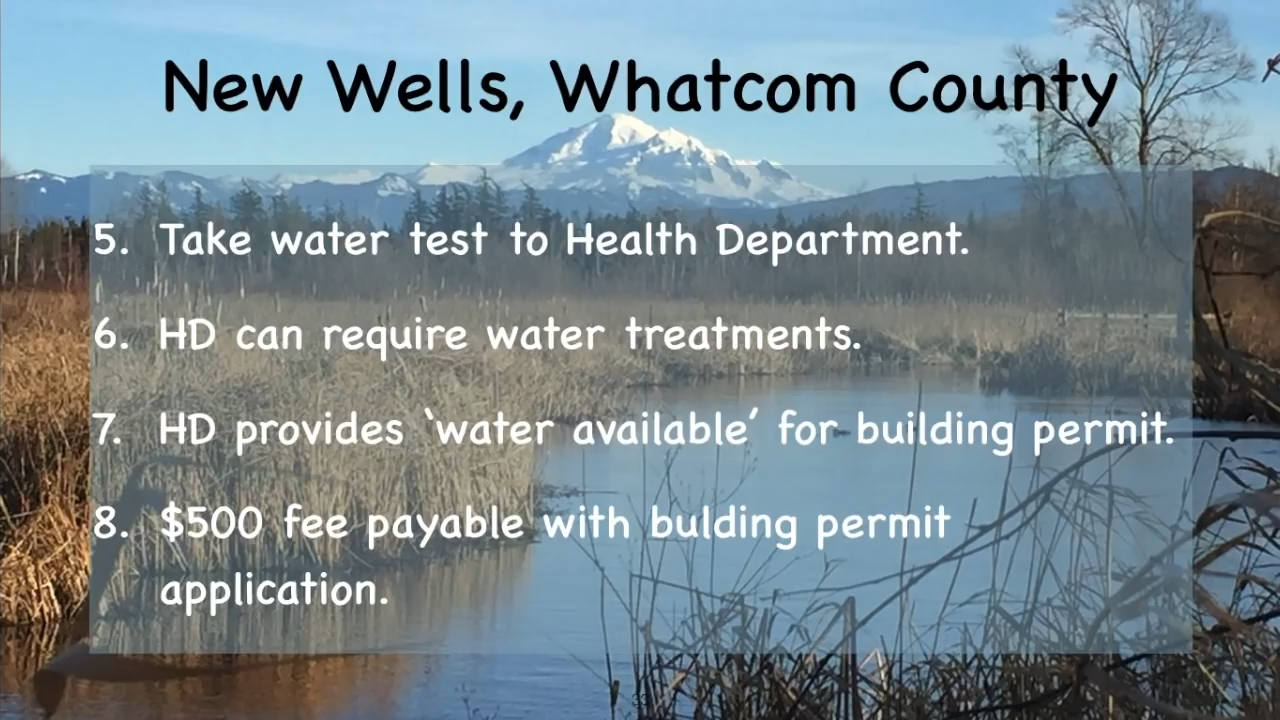 New Wells, Whatcom County
5. Take water test to Health Department.
6. HD can require water treatments.
7. HD provides ‵water available′ for building permit.
8. $500 fee payable with bulding permit
application.